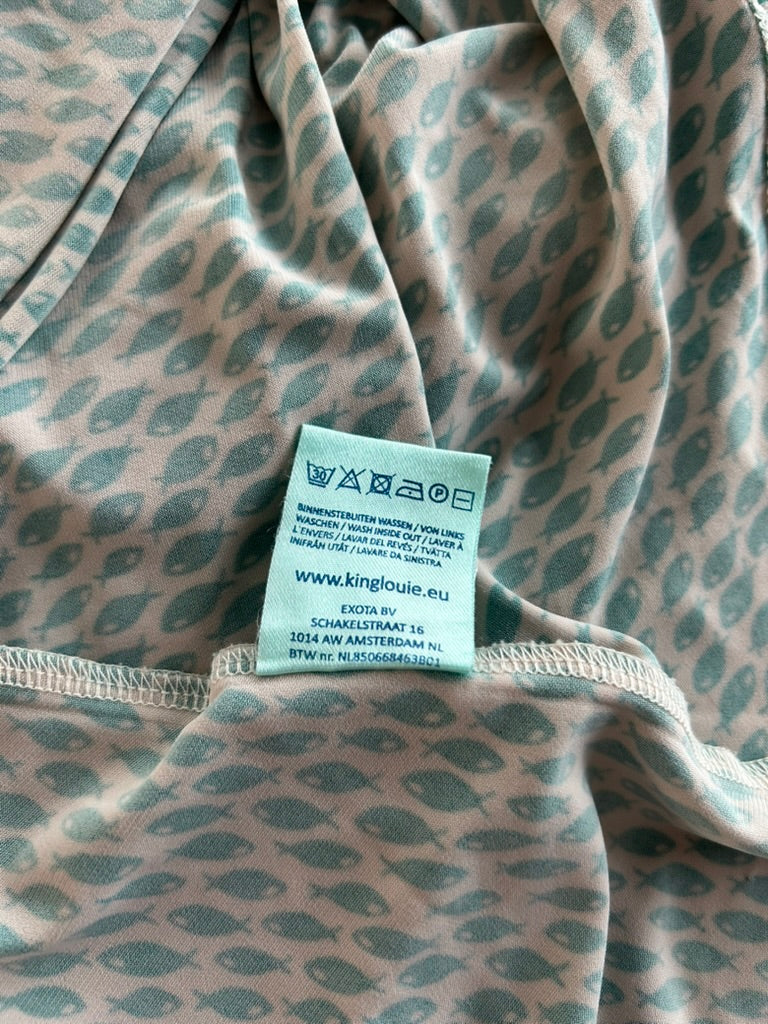 30
P
BINNENSTEBUITEN WASSEN / VON LINKS
WASCHEN / WASH INSIDE OUT / LAVER À
L'ENVERS / LAVAR DEL REVÉS / TVÄTTA
INIFRÅN UTÅT / LAVARE DA SINISTRA
www.kinglouie.eu
EXOTA BV
SCHAKELSTRAAT 16
1014 AW AMSTERDAM NL
BTW nr. NL850668463B01